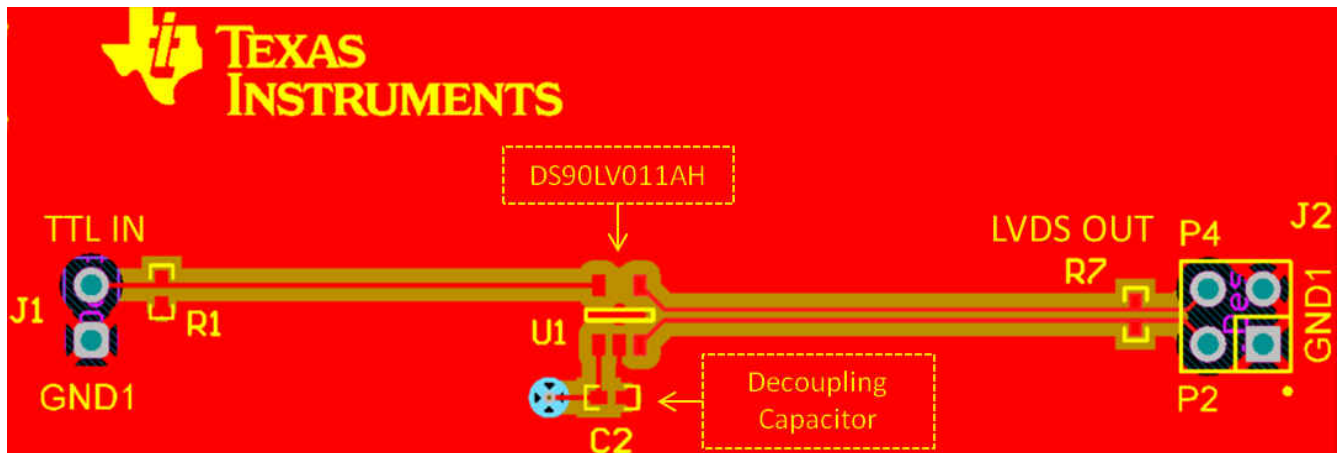 TEXAS
INSTRUMENTS
DS90LV011AH
TTL IN
LVDS OUT
P4
J2
R7
J1
R1
U1
GND1
GND1
Decoupling
Capacitor
P2
C2